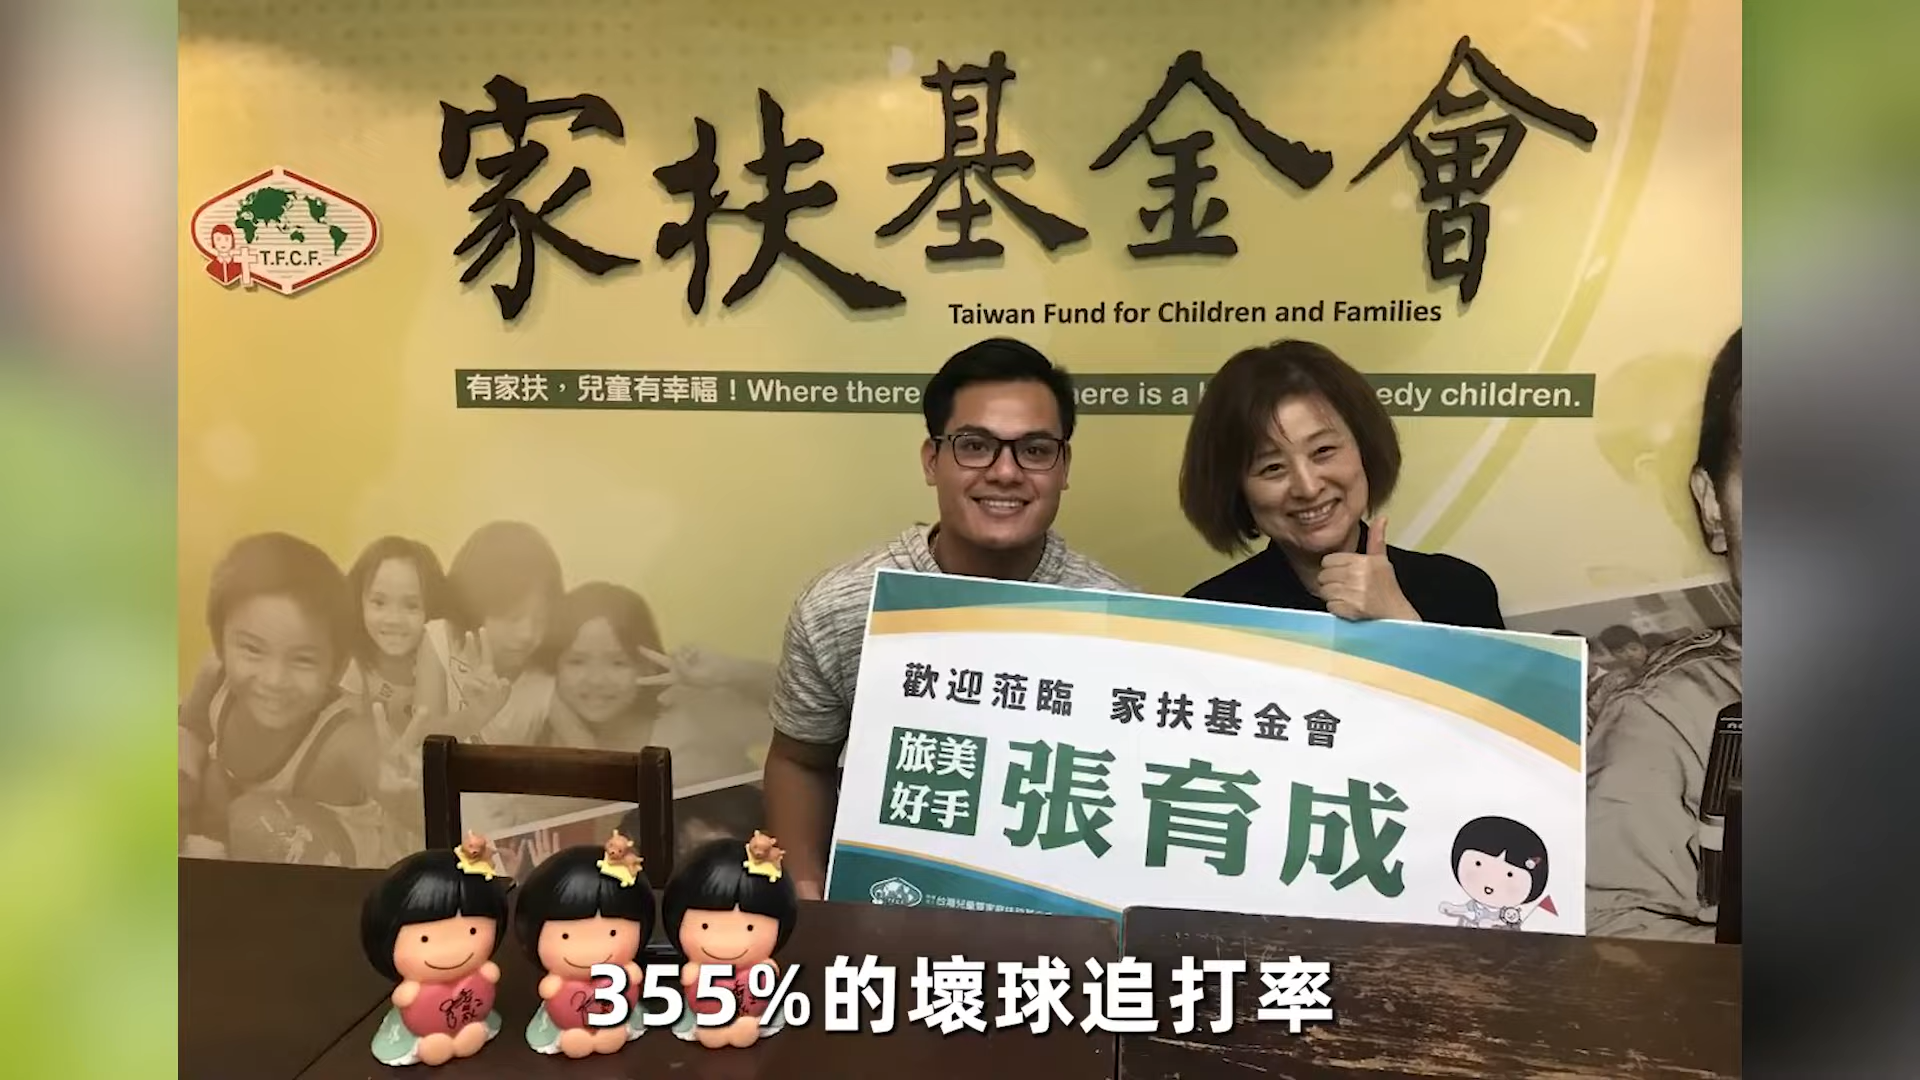 家扶基金會
T.F.C.F.
Taiwan Fund for Children and Families
有家扶，兒童有幸福！Where there is a edy children.
歡迎蒞臨 家扶基金會
旅美
好手
張育成
355%的壞球追打率